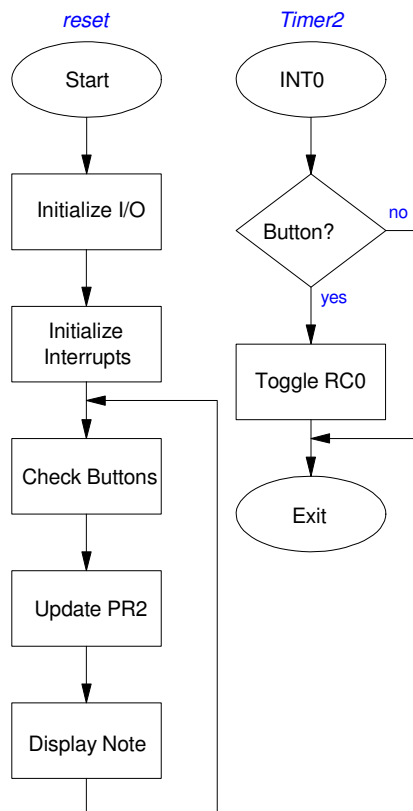 reset
Start
Initialize I/O
Initialize
Interrupts
Check Buttons
Update PR2
Display Note
Timer2
INT0
Button?
no
yes
Toggle RC0
Exit